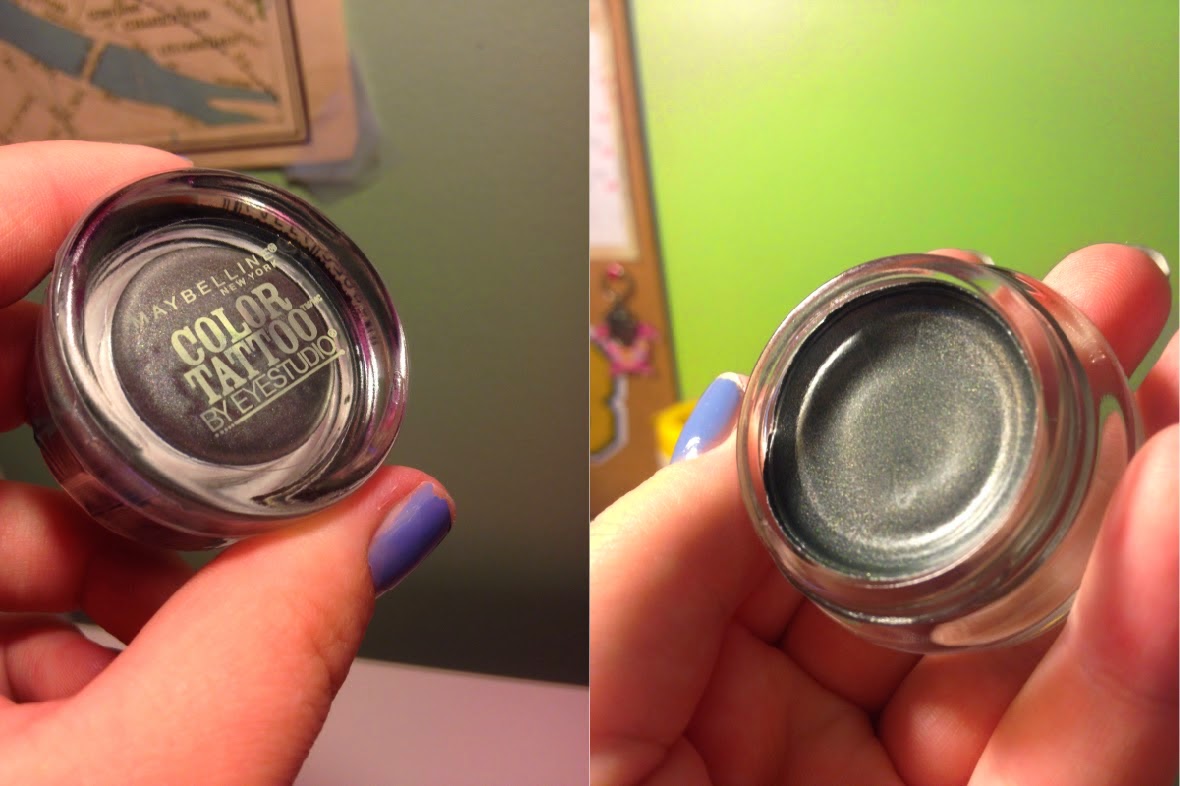 MAYBELLINE®
NEW YORK
COLOR
TATTOO
BY EYESTUDIO®